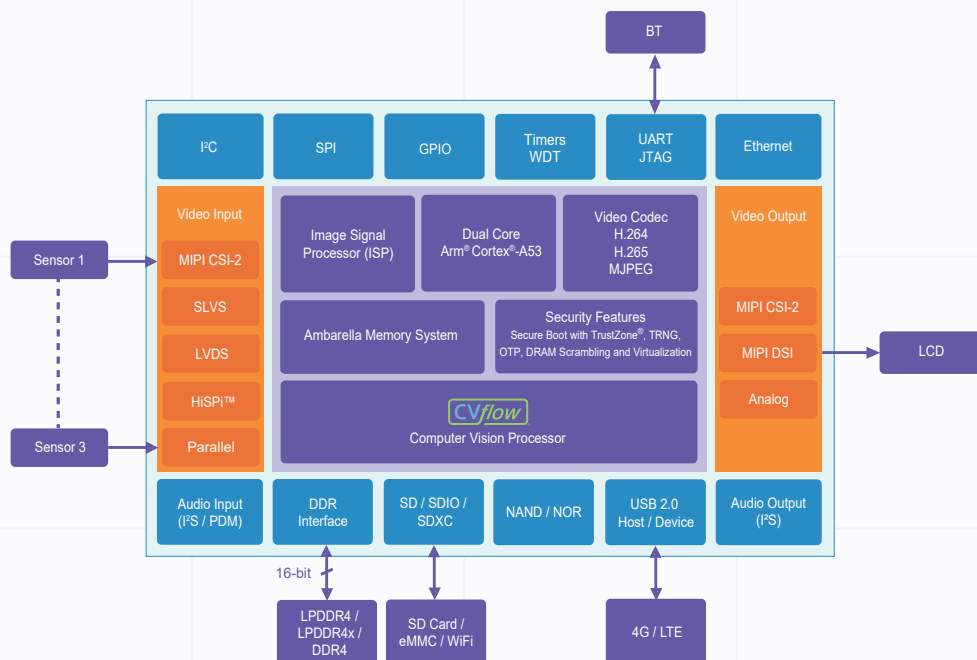 BT
I²C
SPI
GPIO
Timers
WDT
UART
JTAG
Ethernet
Video Input
MIPI CSI-2
SLVS
LVDS
HiSPi™
Parallel
Sensor 1
Sensor 3
Image Signal
Processor (ISP)
Dual Core
Arm® Cortex®-A53
Video Codec
H.264
H.265
MJPEG
Ambarella Memory System
Security Features
Secure Boot with TrustZone®, TRNG,
OTP, DRAM Scrambling and Virtualization
CVflow
Computer Vision Processor
Video Output
MIPI CSI-2
MIPI DSI
Analog
LCD
Audio Input
(I²S / PDM)
DDR
Interface
SD / SDIO /
SDXC
NAND / NOR
USB 2.0
Host / Device
Audio Output
(I²S)
16-bit
LPDDR4 /
LPDDR4x /
DDR4
SD Card /
eMMC / WiFi
4G / LTE